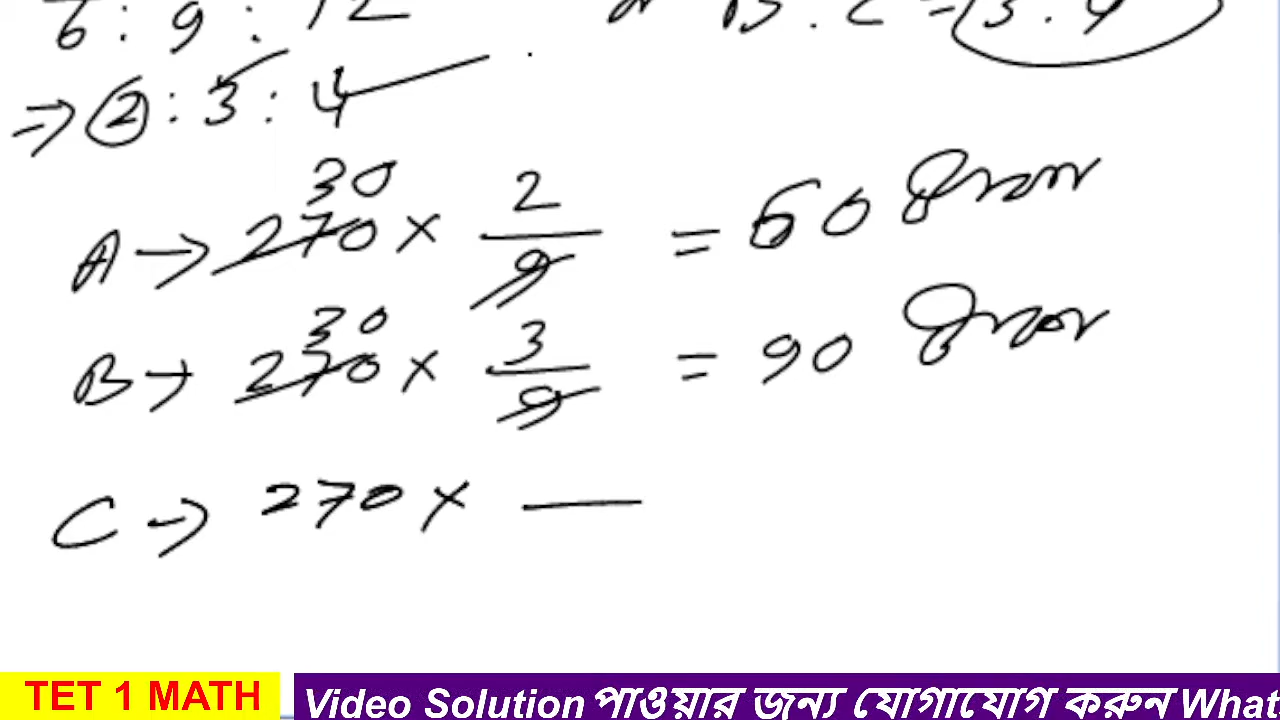 6 : 9 : 12 B : C = 3 : 4
⇒ 2 : 3 : 4
30
A → 270 × 2/9 = 60
30
B → 270 × 3/9 = 90
C → 270 ×
TET 1 MATH Video Solution পাওয়ার জন্য যোগাযোগ করুন What